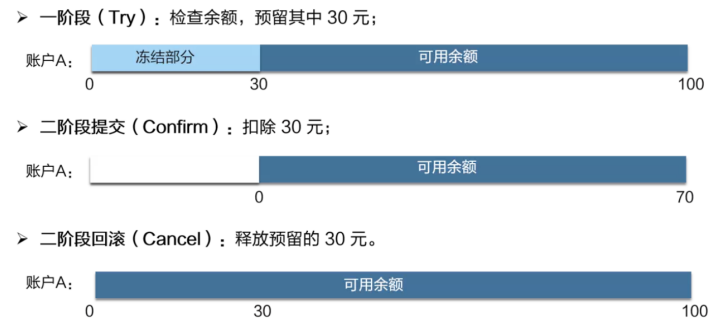 ➢ 一阶段（Try）：检查余额，预留其中 30 元；
账户A： 冻结部分 可用余额
0 30 100
➢ 二阶段提交（Confirm）：扣除 30 元；
账户A： 可用余额
0 70
➢ 二阶段回滚（Cancel）：释放预留的 30 元。
账户A： 可用余额
0 30 100